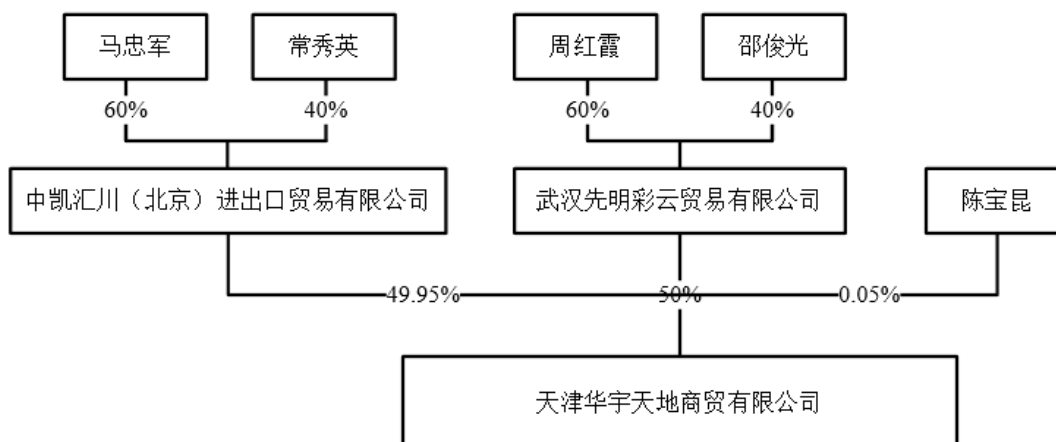 马忠军
常秀英
周红霞
邵俊光
60%
40%
60%
40%
中凯汇川（北京）进出口贸易有限公司
武汉先明彩云贸易有限公司
陈宝昆
49.95%
50%
0.05%
天津华宇天地商贸有限公司